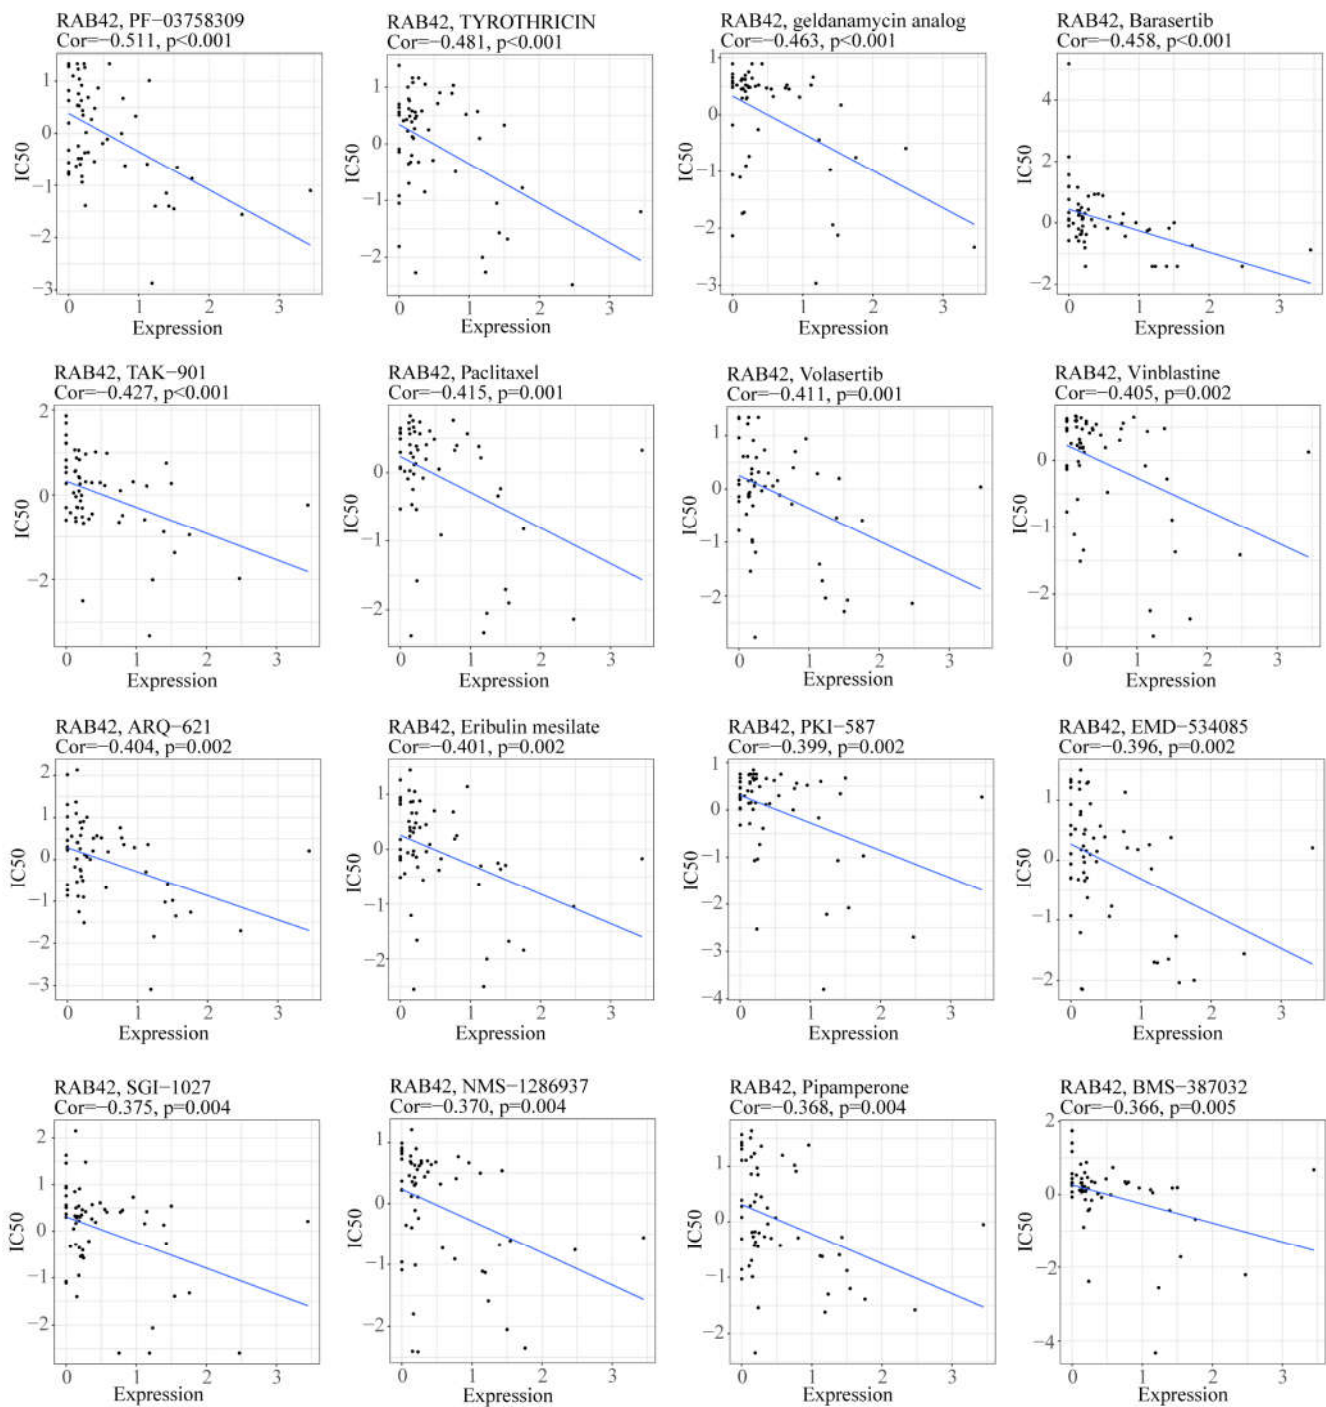 RAB42, PF−03758309
Cor=−0.511, p<0.001
IC50
1
0
−1
−2
−3
0 1 2 3
Expression
RAB42, TYROTHRICIN
Cor=−0.481, p<0.001
IC50
1
0
−1
−2
0 1 2 3
Expression
RAB42, geldanamycin analog
Cor=−0.463, p<0.001
IC50
1
0
−1
−2
−3
0 1 2 3
Expression
RAB42, Barasertib
Cor=−0.458, p<0.001
IC50
4
2
0
−2
0 1 2 3
Expression
RAB42, TAK−901
Cor=−0.427, p<0.001
IC50
2
0
−2
0 1 2 3
Expression
RAB42, Paclitaxel
Cor=−0.415, p=0.001
IC50
1
0
−1
−2
0 1 2 3
Expression
RAB42, Volasertib
Cor=−0.411, p=0.001
IC50
1
0
−1
−2
0 1 2 3
Expression
RAB42, Vinblastine
Cor=−0.405, p=0.002
IC50
0
−1
−2
0 1 2 3
Expression
RAB42, ARQ−621
Cor=−0.404, p=0.002
IC50
2
1
0
−1
−2
−3
0 1 2 3
Expression
RAB42, Eribulin mesilate
Cor=−0.401, p=0.002
IC50
1
0
−1
−2
0 1 2 3
Expression
RAB42, PKI−587
Cor=−0.399, p=0.002
IC50
1
0
−1
−2
−3
−4
0 1 2 3
Expression
RAB42, EMD−534085
Cor=−0.396, p=0.002
IC50
1
0
−1
−2
0 1 2 3
Expression
RAB42, SGI−1027
Cor=−0.375, p=0.004
IC50
2
1
0
−1
−2
0 1 2 3
Expression
RAB42, NMS−1286937
Cor=−0.370, p=0.004
IC50
1
0
−1
−2
0 1 2 3
Expression
RAB42, Pipamperone
Cor=−0.368, p=0.004
IC50
1
0
−1
−2
0 1 2 3
Expression
RAB42, BMS−387032
Cor=−0.366, p=0.005
IC50
2
0
−2
−4
0 1 2 3
Expression